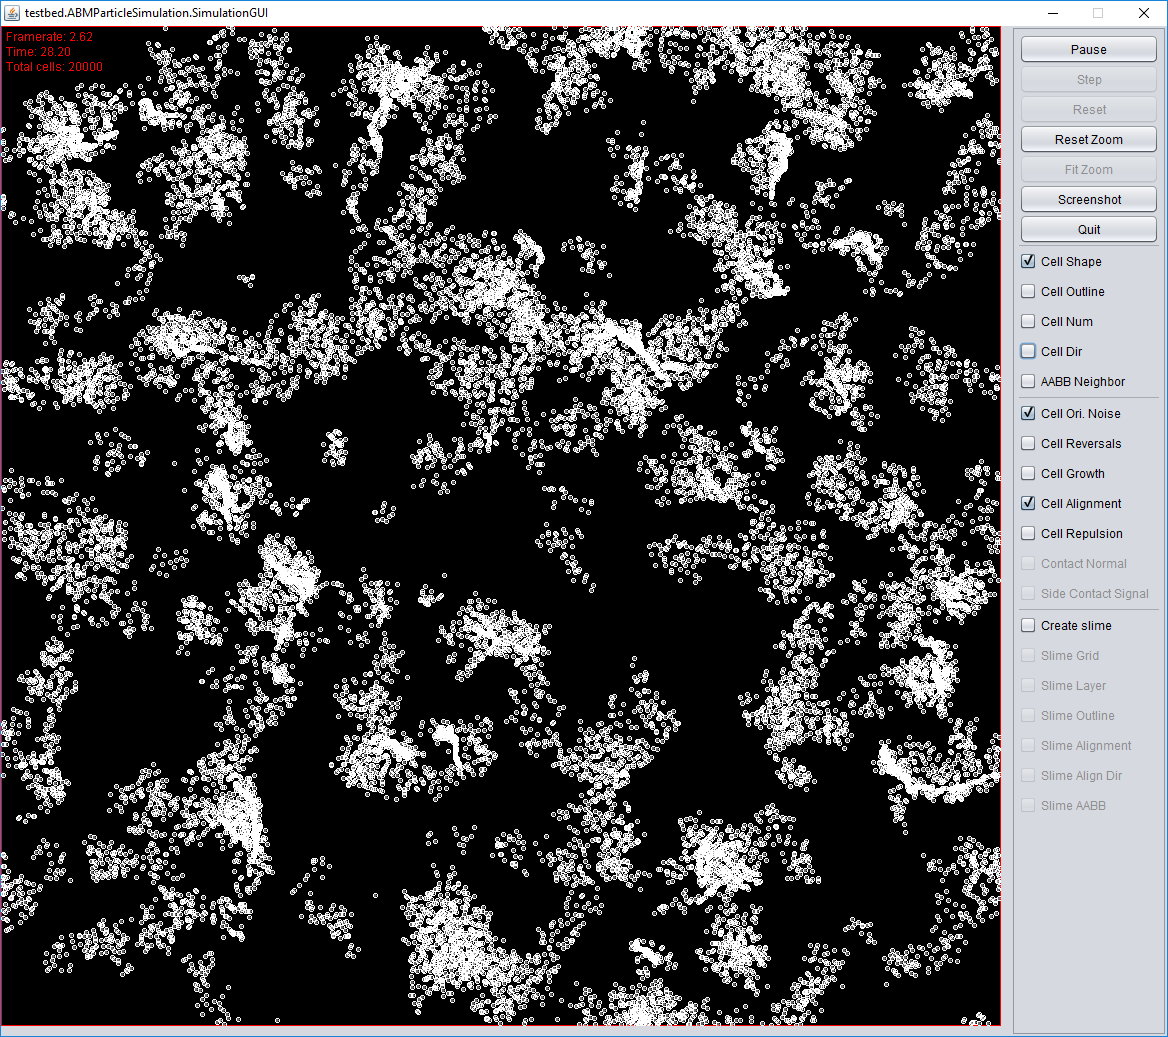 testbed.ABMParticleSimulation.SimulationGUI
Framerate: 2.62
Time: 28.20
Total cells: 20000
Pause
Step
Reset
Reset Zoom
Fit Zoom
Screenshot
Quit
Cell Shape
Cell Outline
Cell Num
Cell Dir
AABB Neighbor
Cell Ori. Noise
Cell Reversals
Cell Growth
Cell Alignment
Cell Repulsion
Contact Normal
Side Contact Signal
Create slime
Slime Grid
Slime Layer
Slime Outline
Slime Alignment
Slime Align Dir
Slime AABB